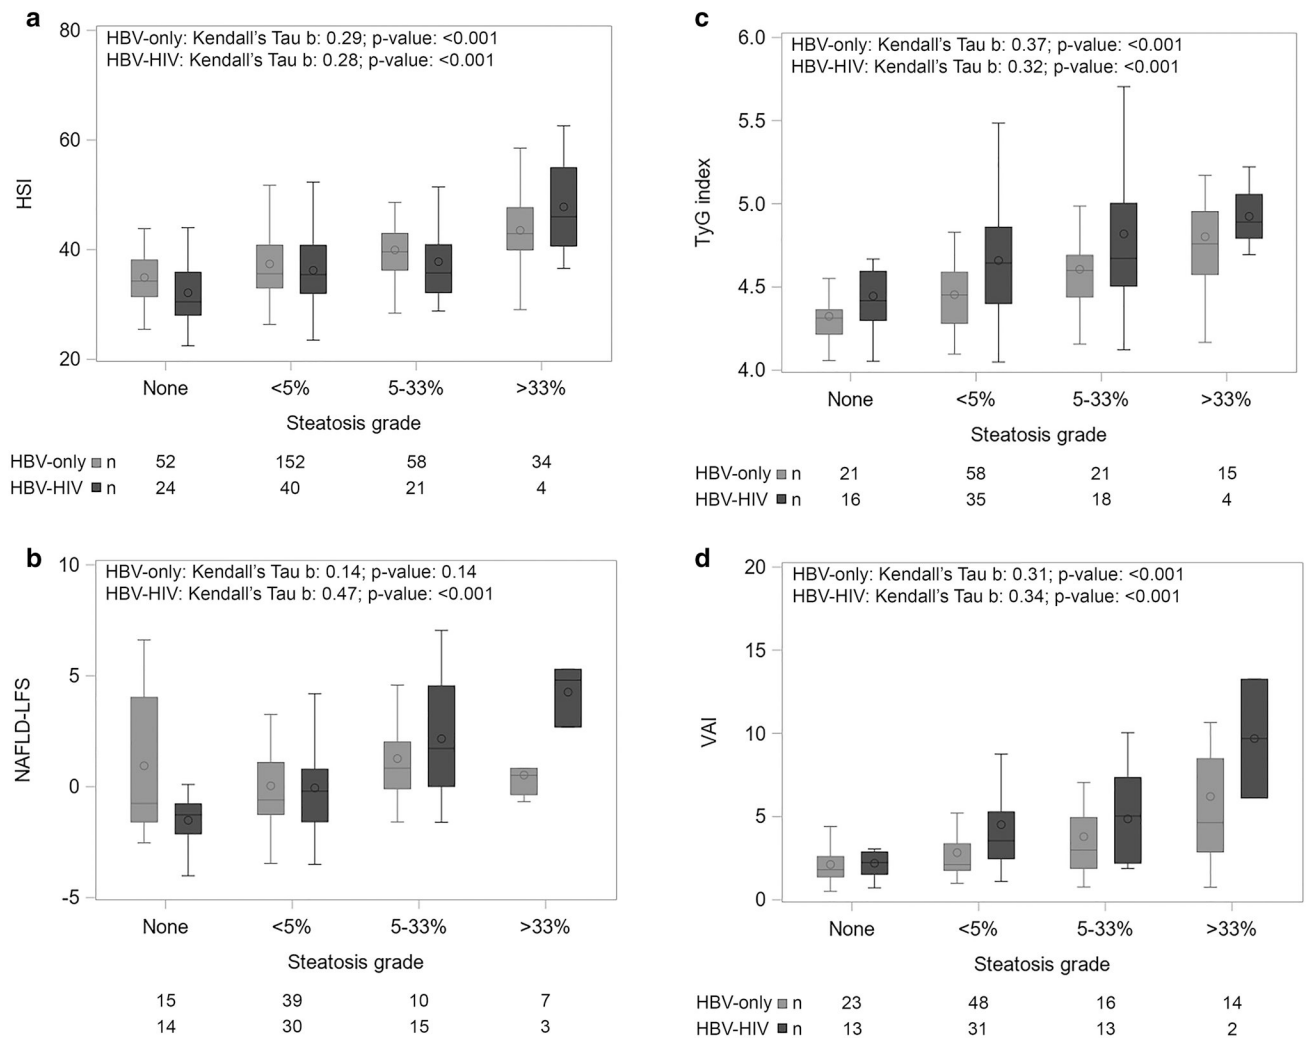 a
HBV-only: Kendall's Tau b: 0.29; p-value: <0.001
HBV-HIV: Kendall's Tau b: 0.28; p-value: <0.001
80
60
40
20
HSI
None <5% 5-33% >33%
Steatosis grade
HBV-only n 52 152 58 34
HBV-HIV n 24 40 21 4
c
HBV-only: Kendall's Tau b: 0.37; p-value: <0.001
HBV-HIV: Kendall's Tau b: 0.32; p-value: <0.001
6.0
5.5
5.0
4.5
4.0
TyG index
None <5% 5-33% >33%
Steatosis grade
HBV-only n 21 58 21 15
HBV-HIV n 16 35 18 4
b
HBV-only: Kendall's Tau b: 0.14; p-value: 0.14
HBV-HIV: Kendall's Tau b: 0.47; p-value: <0.001
10
5
0
-5
NAFLD-LFS
None <5% 5-33% >33%
Steatosis grade
15 39 10 7
14 30 15 3
d
HBV-only: Kendall's Tau b: 0.31; p-value: <0.001
HBV-HIV: Kendall's Tau b: 0.34; p-value: <0.001
20
15
10
5
0
VAI
None <5% 5-33% >33%
Steatosis grade
HBV-only n 23 48 16 14
HBV-HIV n 13 31 13 2